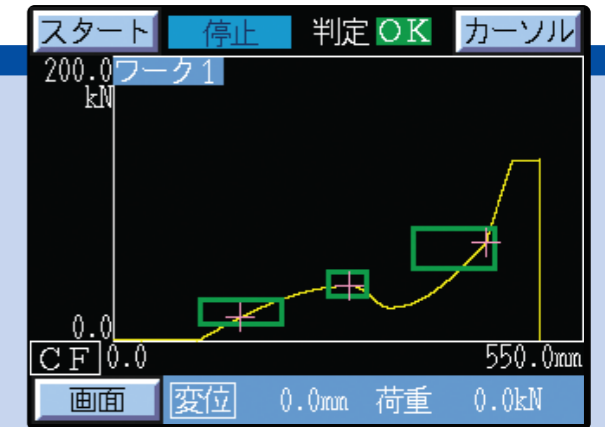 スタート 停止 判定 OK カーソル
200.0 ワーク1
kN
0.0
CF 0.0 550.0mm
画面 変位 0.0mm 荷重 0.0kN